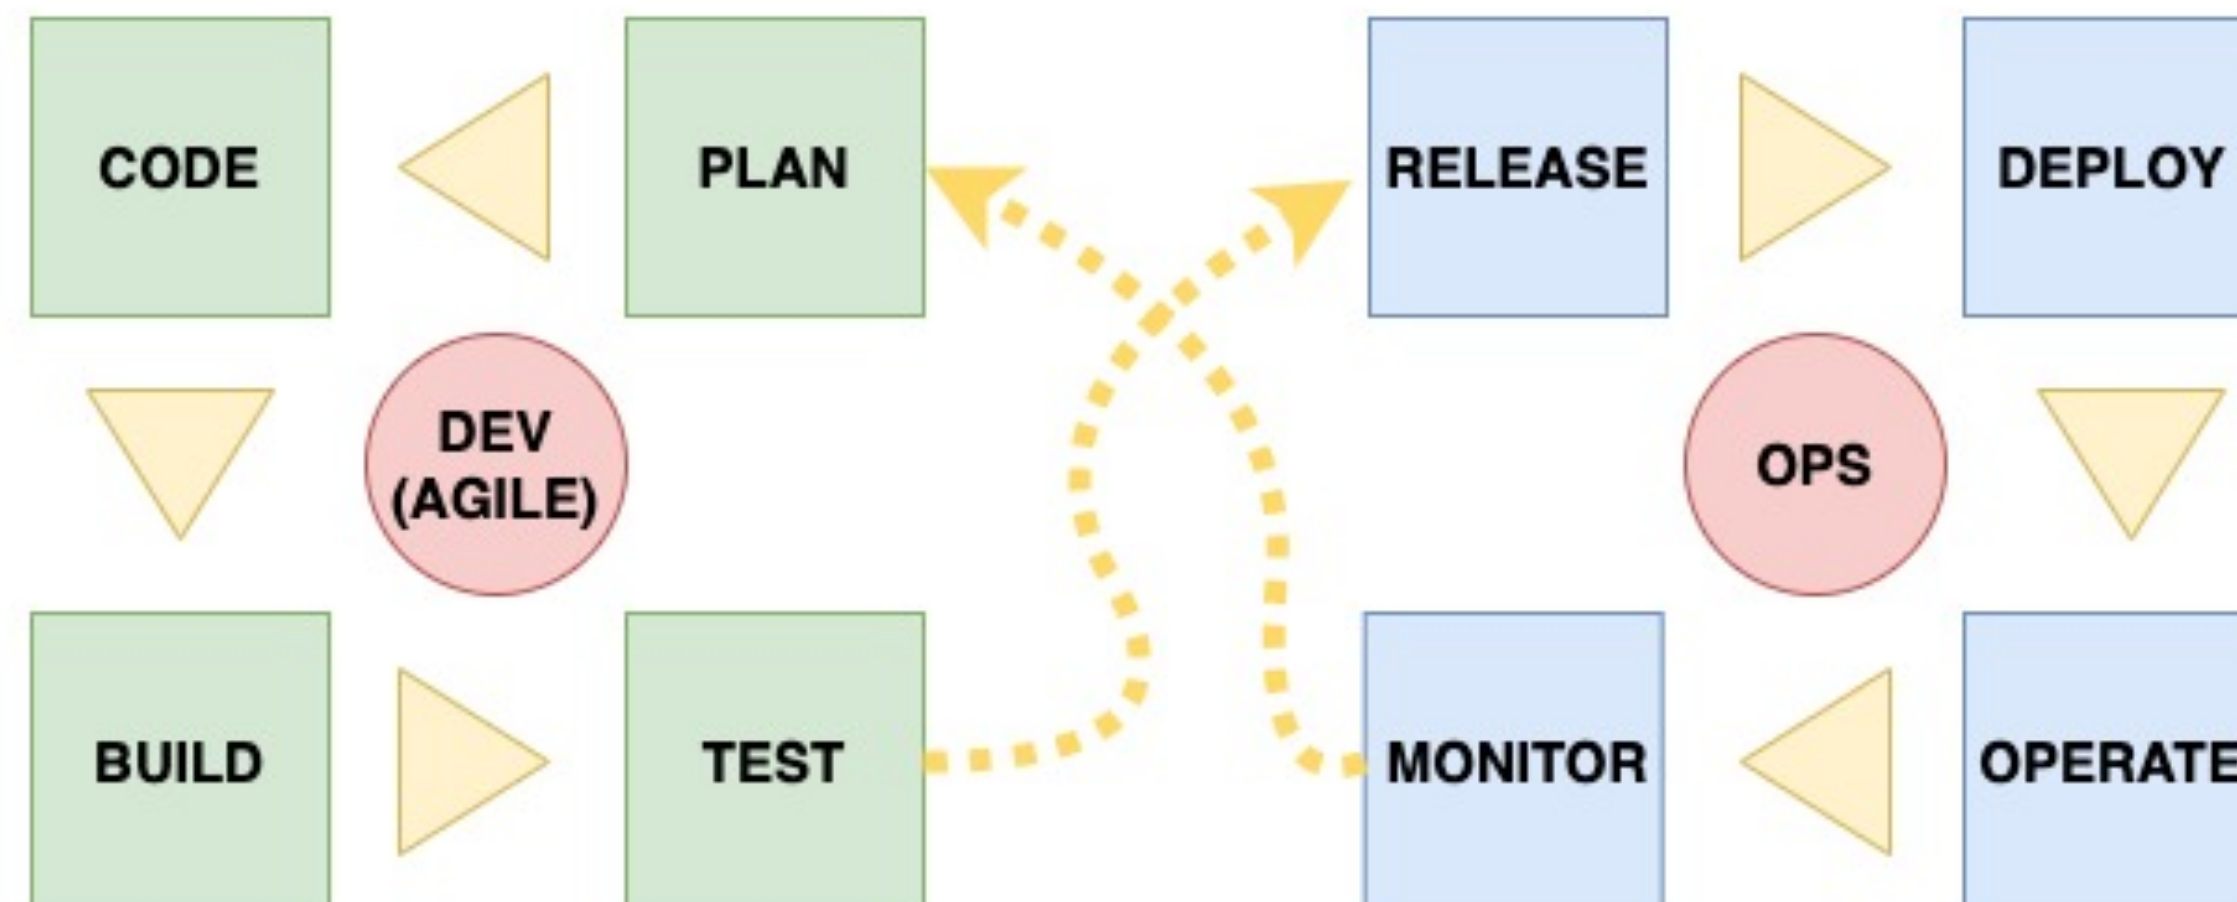 CODE
PLAN
RELEASE
DEPLOY
DEV
(AGILE)
OPS
BUILD
TEST
MONITOR
OPERATE